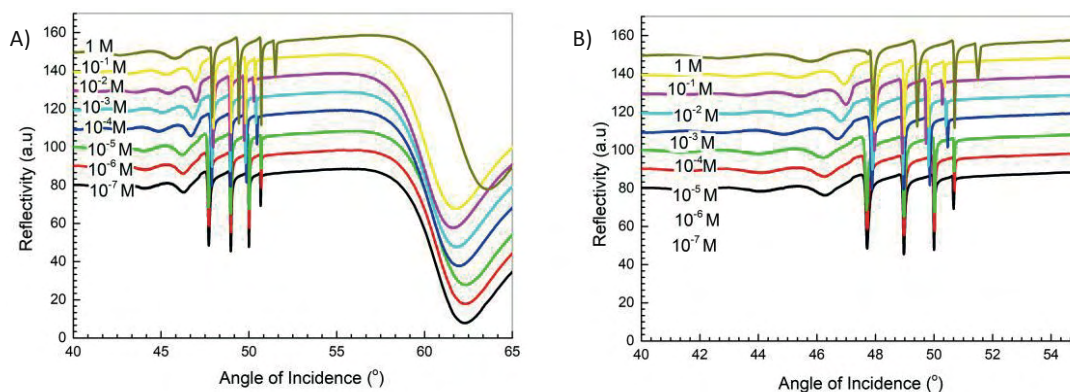 A)
160
140
120
100
80
60
40
20
0
Reflectivity (a.u)
1 M
10⁻¹ M
10⁻² M
10⁻³ M
10⁻⁴ M
10⁻⁵ M
10⁻⁶ M
10⁻⁷ M
40 45 50 55 60 65
Angle of Incidence (°)
B)
160
140
120
100
80
60
40
20
0
Reflectivity (a.u)
1 M
10⁻¹ M
10⁻² M
10⁻³ M
10⁻⁴ M
10⁻⁵ M
10⁻⁶ M
10⁻⁷ M
40 42 44 46 48 50 52 54
Angle of Incidence (°)